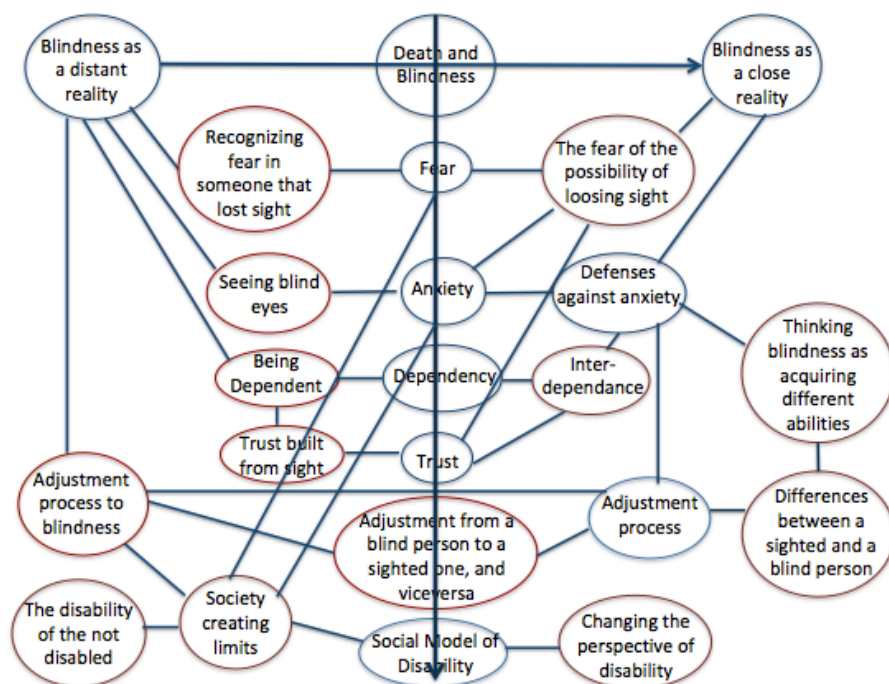 Blindness as
a distant
reality
Death and
Blindness
Blindness as
a close
reality
Recognizing
fear in
someone that
lost sight
Fear
The fear of the
possibility of
loosing sight
Seeing blind
eyes
Anxiety
Defenses
against anxiety
Thinking
blindness as
acquiring
different
abilities
Being
Dependent
Dependency
Inter-
dependance
Trust built
from sight
Trust
Adjustment
process to
blindness
Adjustment from a
blind person to a
sighted one, and
viceversa
Adjustment
process
Differences
between a
sighted and a
blind person
The disability
of the not
disabled
Society
creating
limits
Social Model of
Disability
Changing the
perspective of
disability